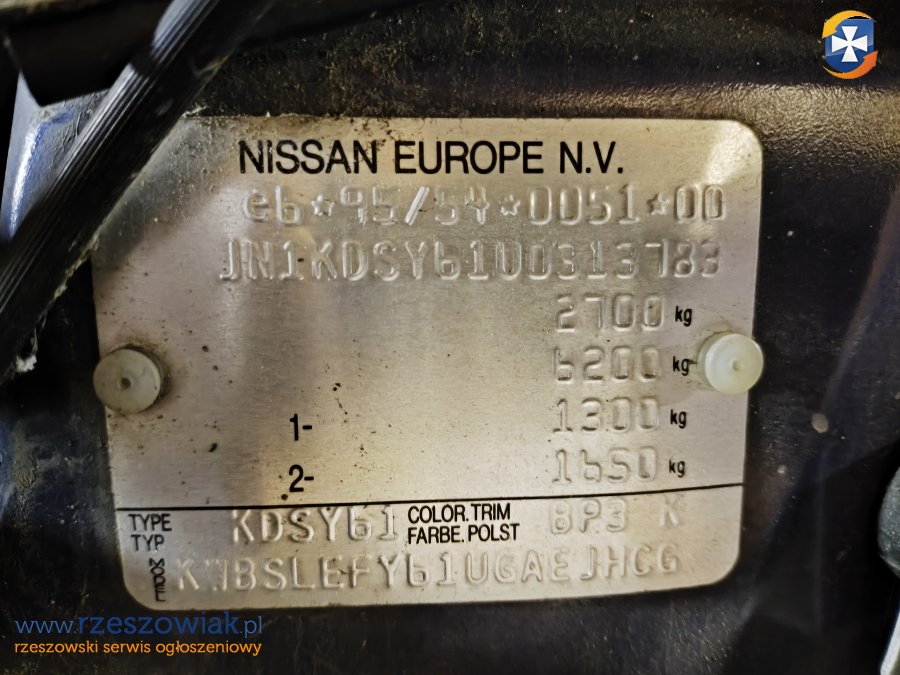 NISSAN EUROPE N.V.
e6*95/54*0051*00
JN1KDSY61U0313783
2700 kg
6200 kg
1- 1300 kg
2- 1650 kg
TYPE KDSY61 COLOR.TRIM BP3 K
TYP FARBE.POLST
MODEL
www.rzeszowiak.pl
rzeszowski serwis ogłoszeniowy